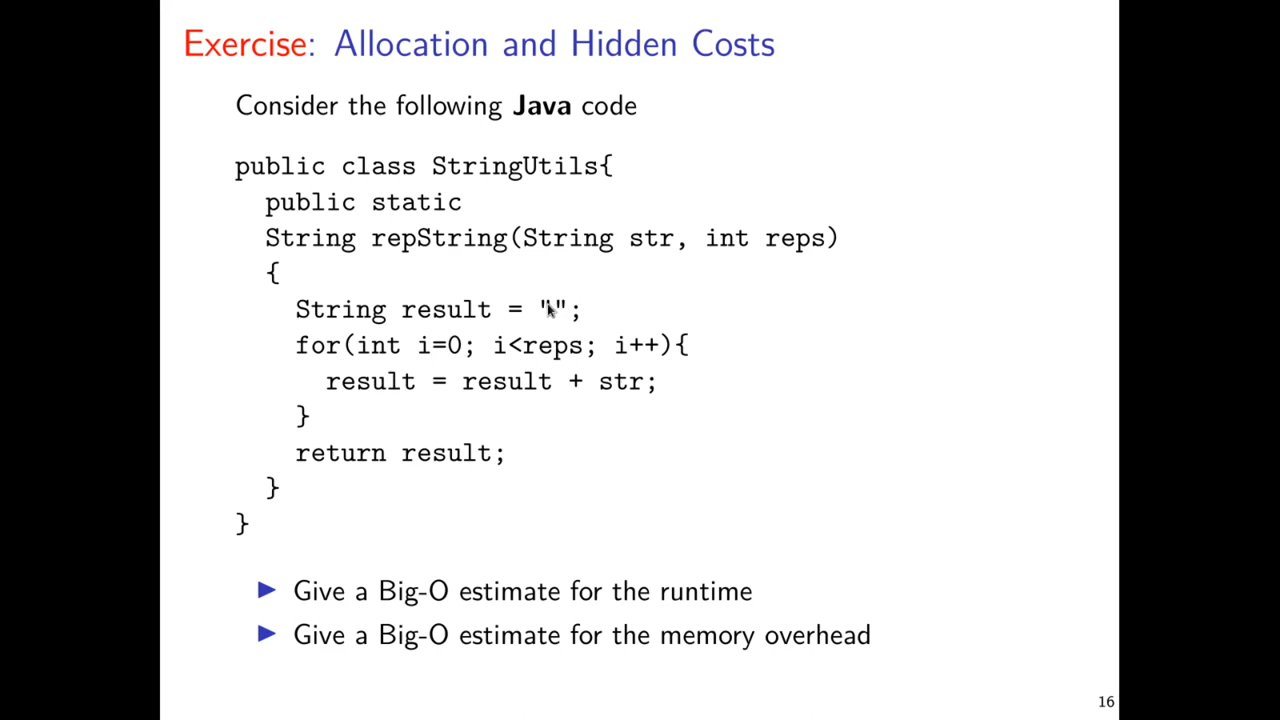 Exercise: Allocation and Hidden Costs
Consider the following Java code
public class StringUtils{
public static
String repString(String str, int reps)
{
String result = "";
for(int i=0; i<reps; i++){
result = result + str;
}
return result;
}
}
▶ Give a Big-O estimate for the runtime
▶ Give a Big-O estimate for the memory overhead
16